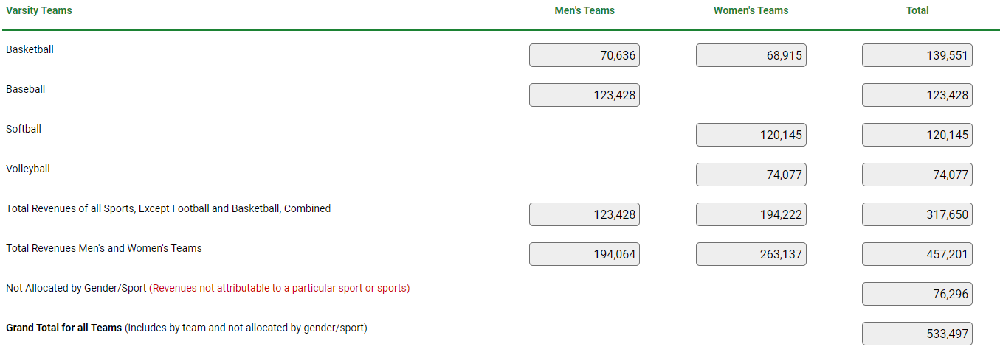 Varsity Teams Men's Teams Women's Teams Total
Basketball 70,636 68,915 139,551
Baseball 123,428 123,428
Softball 120,145 120,145
Volleyball 74,077 74,077
Total Revenues of all Sports, Except Football and Basketball, Combined 123,428 194,222 317,650
Total Revenues Men's and Women's Teams 194,064 263,137 457,201
Not Allocated by Gender/Sport (Revenues not attributable to a particular sport or sports) 76,296
Grand Total for all Teams (includes by team and not allocated by gender/sport) 533,497